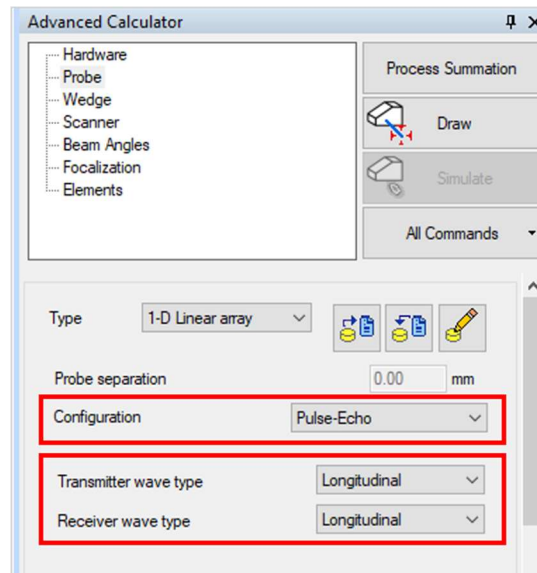 Advanced Calculator
Hardware
Probe
Wedge
Scanner
Beam Angles
Focalization
Elements
Process Summation
Draw
Simulate
All Commands
Type 1-D Linear array
Probe separation 0.00 mm
Configuration Pulse-Echo
Transmitter wave type Longitudinal
Receiver wave type Longitudinal